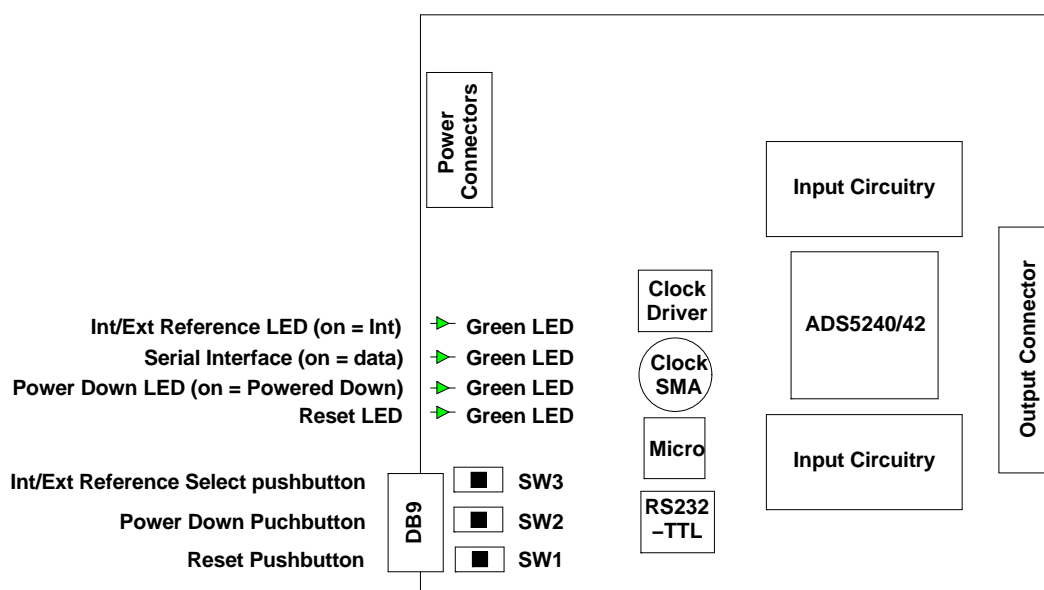 Power
Connectors
Input Circuitry
Clock
Driver
ADS5240/42
Output Connector
Int/Ext Reference LED (on = Int)
Green LED
Serial Interface (on = data)
Green LED
Clock
SMA
Power Down LED (on = Powered Down)
Green LED
Reset LED
Green LED
Micro
Input Circuitry
Int/Ext Reference Select pushbutton
SW3
DB9
Power Down Puchbutton
SW2
RS232
–TTL
Reset Pushbutton
SW1